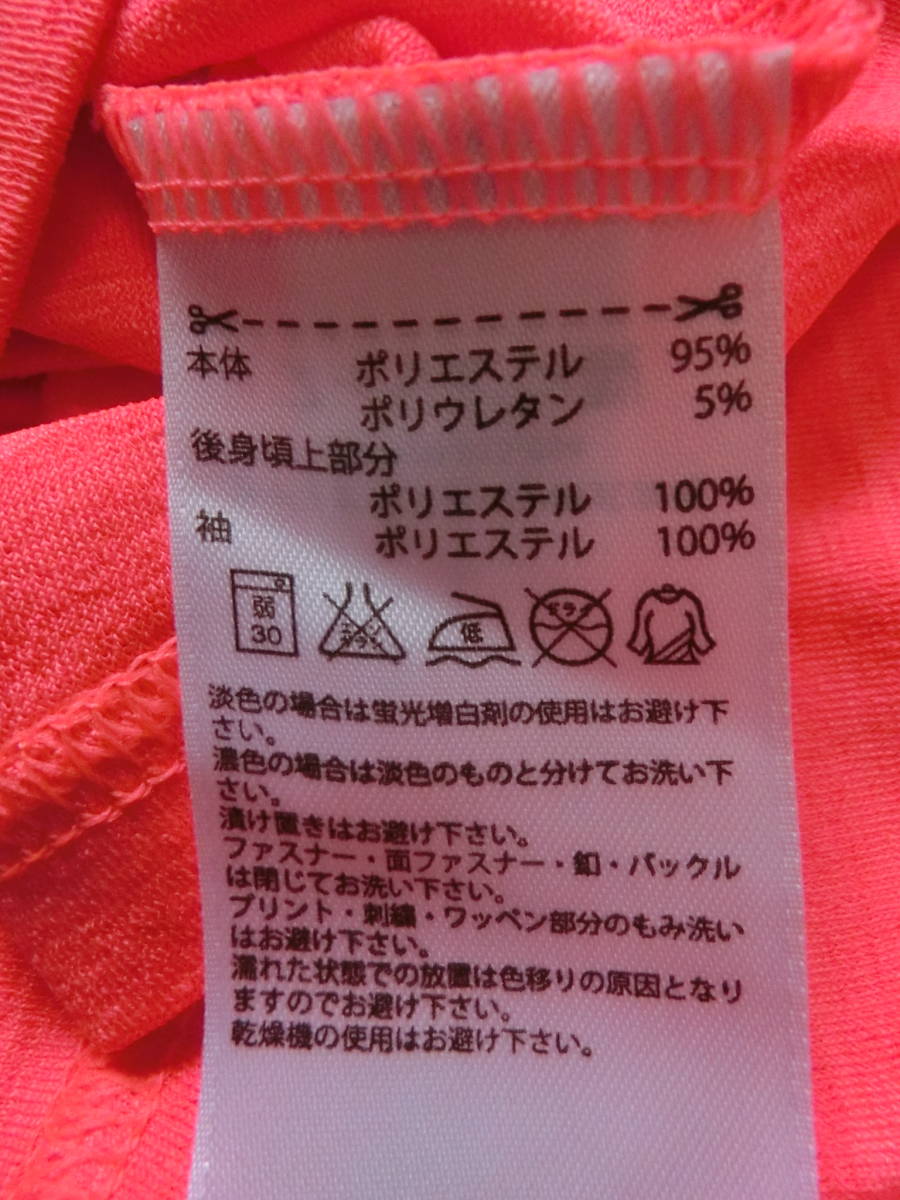 本体 ポリエステル 95%
ポリウレタン 5%
後身頃上部分
ポリエステル 100%
袖 ポリエステル 100%
弱 低 ドライ
30
淡色の場合は蛍光増白剤の使用はお避け下
さい。
濃色の場合は淡色のものと分けてお洗い下
さい。
漬け置きはお避け下さい。
ファスナー・面ファスナー・釦・バックル
は閉じてお洗い下さい。
プリント・刺繍・ワッペン部分のもみ洗い
はお避け下さい。
濡れた状態での放置は色移りの原因となり
ますのでお避け下さい。
乾燥機の使用はお避け下さい。